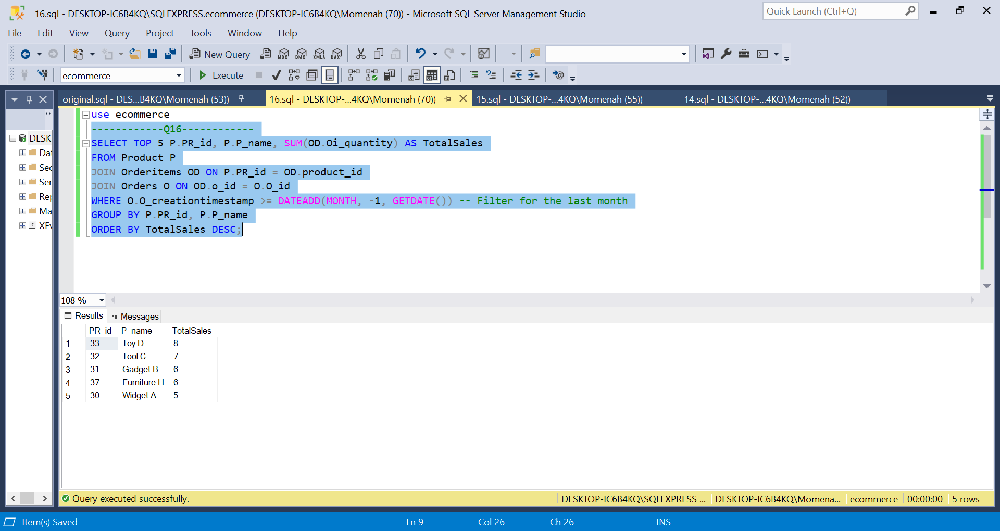 16.sql - DESKTOP-IC6B4KQ\SQLEXPRESS.ecommerce (DESKTOP-IC6B4KQ\Momenah (70)) - Microsoft SQL Server Management Studio
Quick Launch (Ctrl+Q)
File Edit View Query Project Tools Window Help
New Query MDX DMX XMLA DAX
ecommerce Execute
original.sql - DES...B4KQ\Momenah (53)) 16.sql - DESKTOP-...4KQ\Momenah (70)) 15.sql - DESKTOP-...4KQ\Momenah (55)) 14.sql - DESKTOP-...4KQ\Momenah (52))
DESK
Dat
Sec
Ser
Rep
Ma
XEv
use ecommerce
------------Q16------------
SELECT TOP 5 P.PR_id, P.P_name, SUM(OD.Oi_quantity) AS TotalSales
FROM Product P
JOIN Orderitems OD ON P.PR_id = OD.product_id
JOIN Orders O ON OD.o_id = O.O_id
WHERE O.O_creationtimestamp >= DATEADD(MONTH, -1, GETDATE()) -- Filter for the last month
GROUP BY P.PR_id, P.P_name
ORDER BY TotalSales DESC;
108 %
Results Messages
PR_id P_name TotalSales
1 33 Toy D 8
2 32 Tool C 7
3 31 Gadget B 6
4 37 Furniture H 6
5 30 Widget A 5
Query executed successfully. DESKTOP-IC6B4KQ\SQLEXPRESS ... DESKTOP-IC6B4KQ\Momena... ecommerce 00:00:00 5 rows
Item(s) Saved Ln 9 Col 26 Ch 26 INS